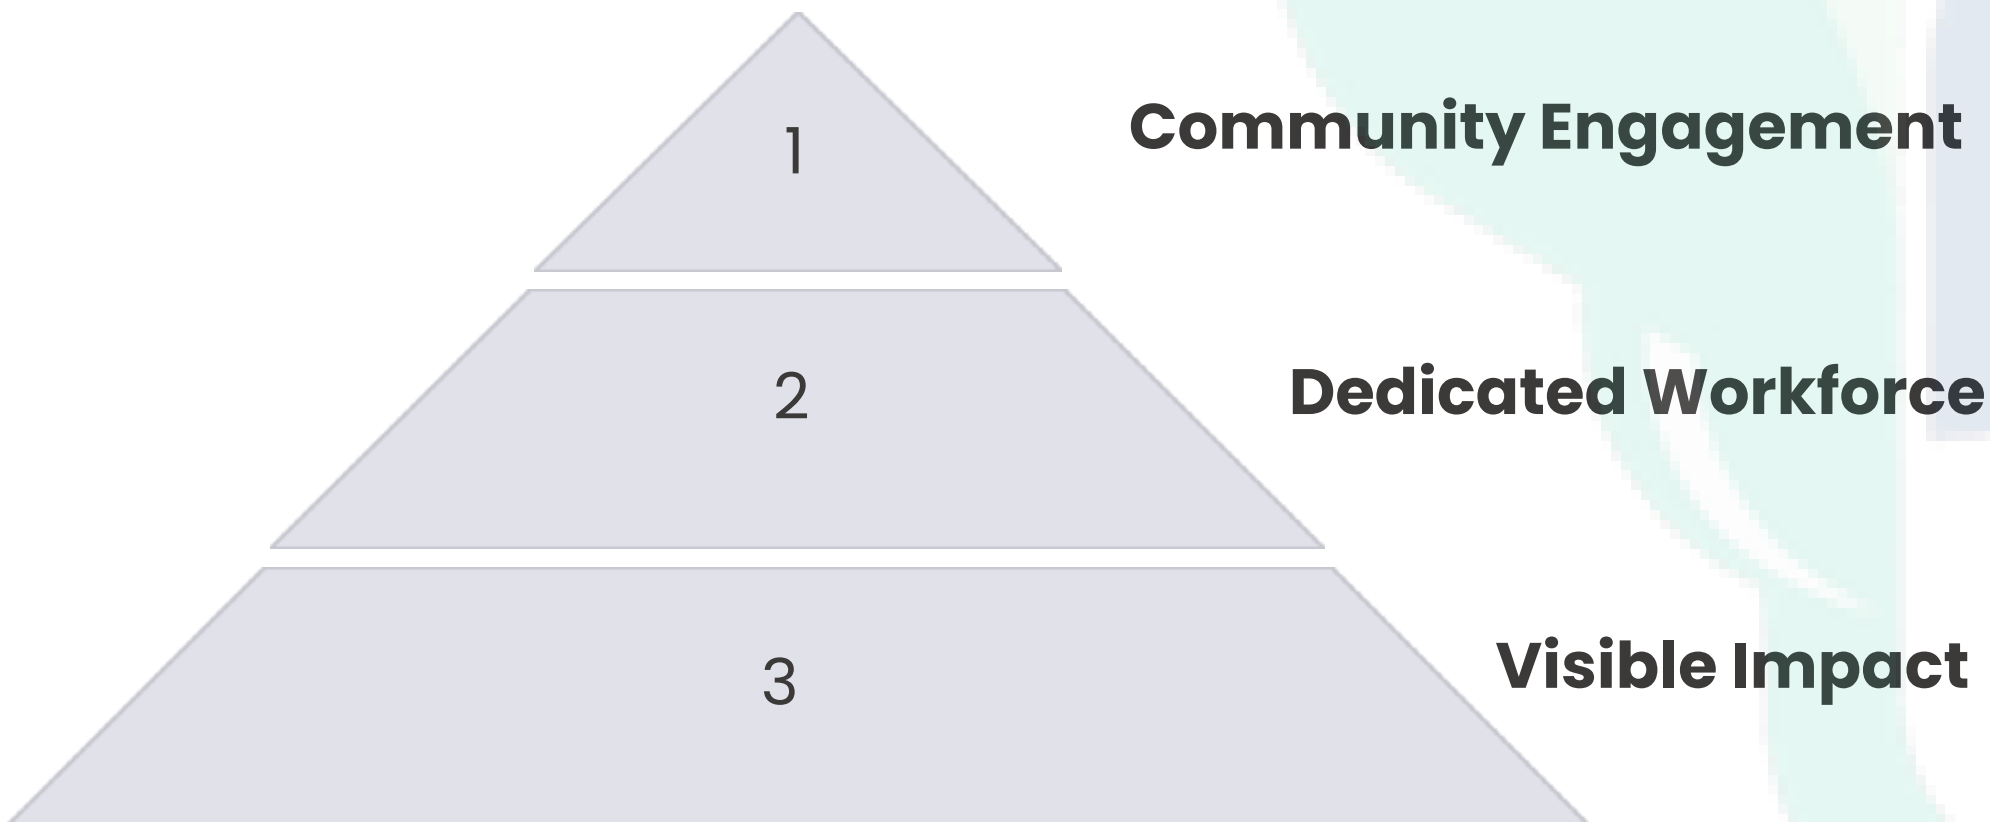 1
Community Engagement
2
Dedicated Workforce
3
Visible Impact